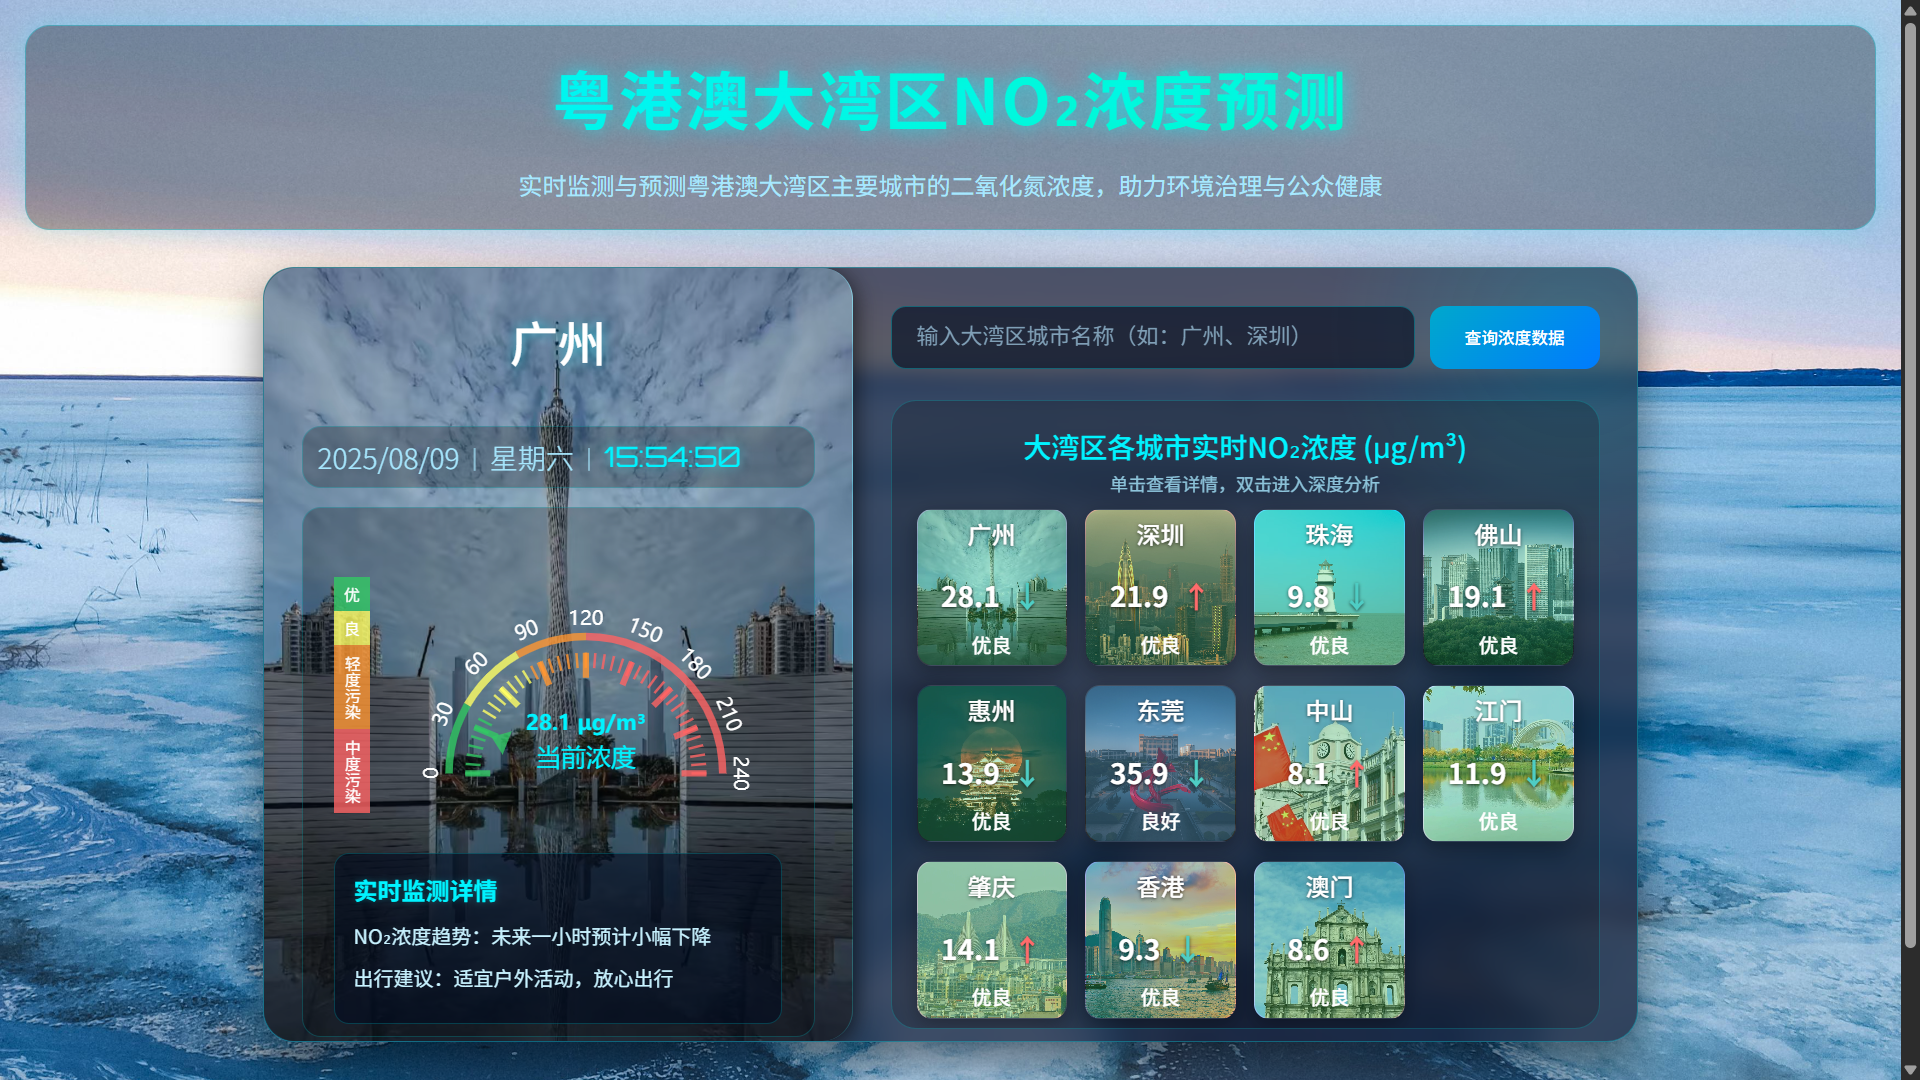 粤港澳大湾区NO₂浓度预测
实时监测与预测粤港澳大湾区主要城市的二氧化氮浓度，助力环境治理与公众健康
广州
2025/08/09 | 星期六 | 15:54:50
优
良
轻度污染
中度污染
0
30
60
90
120
150
180
210
240
28.1 μg/m³
当前浓度
实时监测详情
NO₂浓度趋势：未来一小时预计小幅下降
出行建议：适宜户外活动，放心出行
输入大湾区城市名称（如：广州、深圳）
查询浓度数据
大湾区各城市实时NO₂浓度 (μg/m³)
单击查看详情，双击进入深度分析
广州
28.1 ↓
优良
深圳
21.9 ↑
优良
珠海
9.8 ↓
优良
佛山
19.1 ↑
优良
惠州
13.9 ↓
优良
东莞
35.9 ↓
良好
中山
8.1 ↑
优良
江门
11.9 ↓
优良
肇庆
14.1 ↑
优良
香港
9.3 ↓
优良
澳门
8.6 ↑
优良